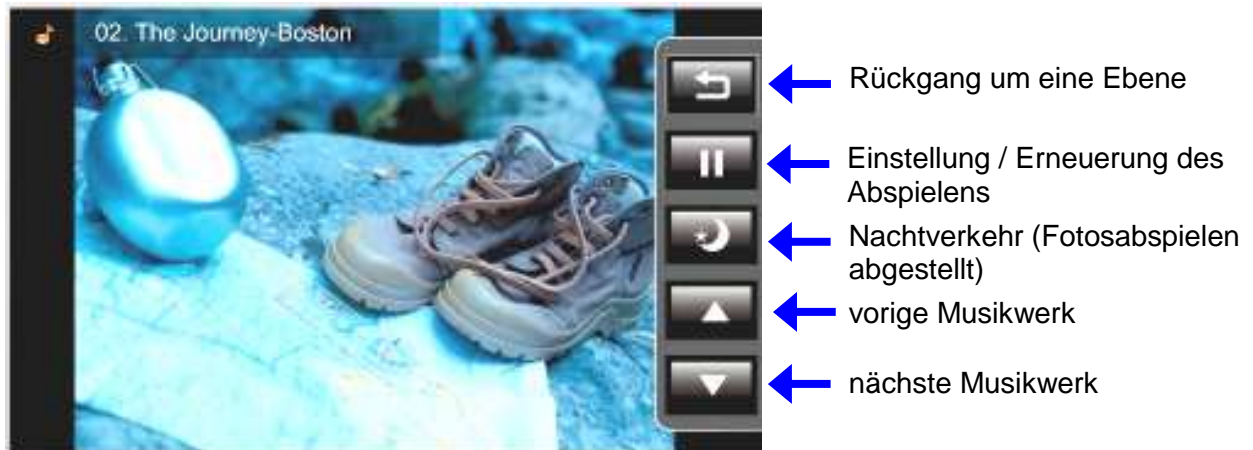 02. The Journey-Boston
Rückgang um eine Ebene
Einstellung / Erneuerung des
Abspielens
Nachtverkehr (Fotosabspielen
abgestellt)
vorige Musikwerk
nächste Musikwerk